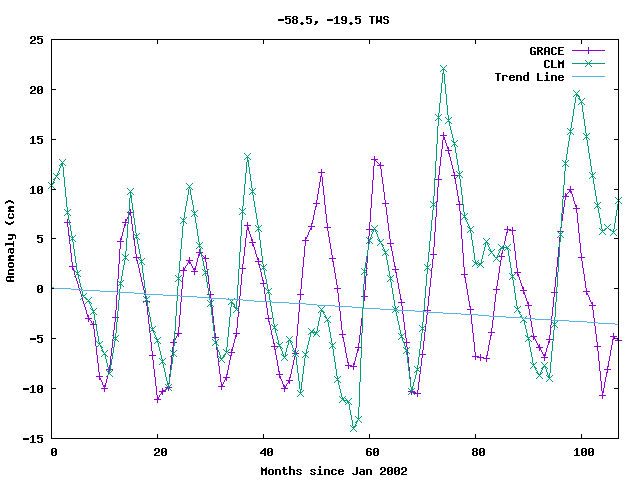 -58.5, -19.5 TWS
GRACE
CLM
Trend Line
25
20
15
10
5
0
-5
-10
-15
Anomaly (cm)
0 20 40 60 80 100
Months since Jan 2002